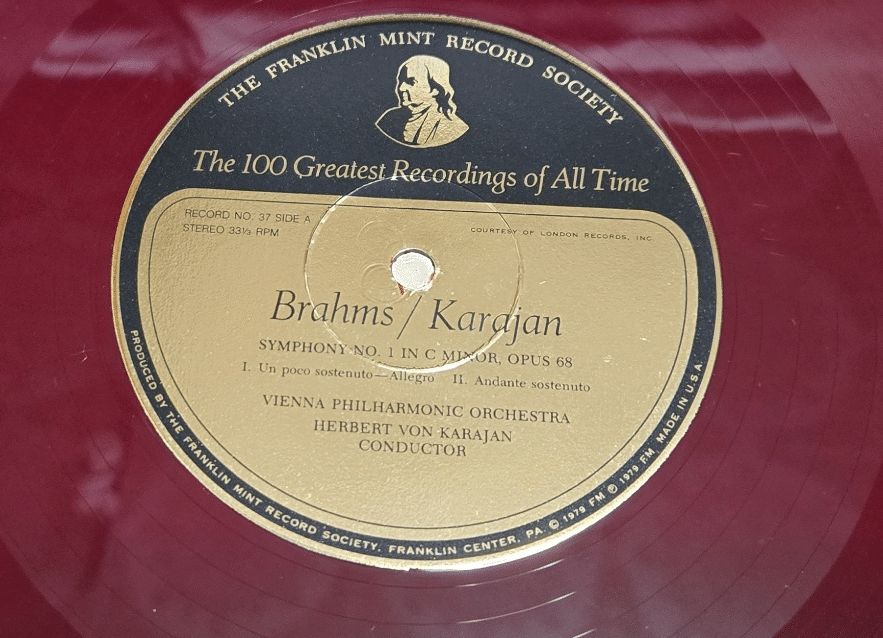 THE FRANKLIN MINT RECORD SOCIETY
The 100 Greatest Recordings of All Time
RECORD NO. 37 SIDE A
STEREO 33⅓ RPM
COURTESY OF LONDON RECORDS, INC.
Brahms / Karajan
SYMPHONY NO. 1 IN C MINOR, OPUS 68
I. Un poco sostenuto—Allegro II. Andante sostenuto
VIENNA PHILHARMONIC ORCHESTRA
HERBERT VON KARAJAN
CONDUCTOR
PRODUCED BY THE FRANKLIN MINT RECORD SOCIETY, FRANKLIN CENTER, PA. © 1979 FM ℗ 1979 FM. MADE IN U.S.A.